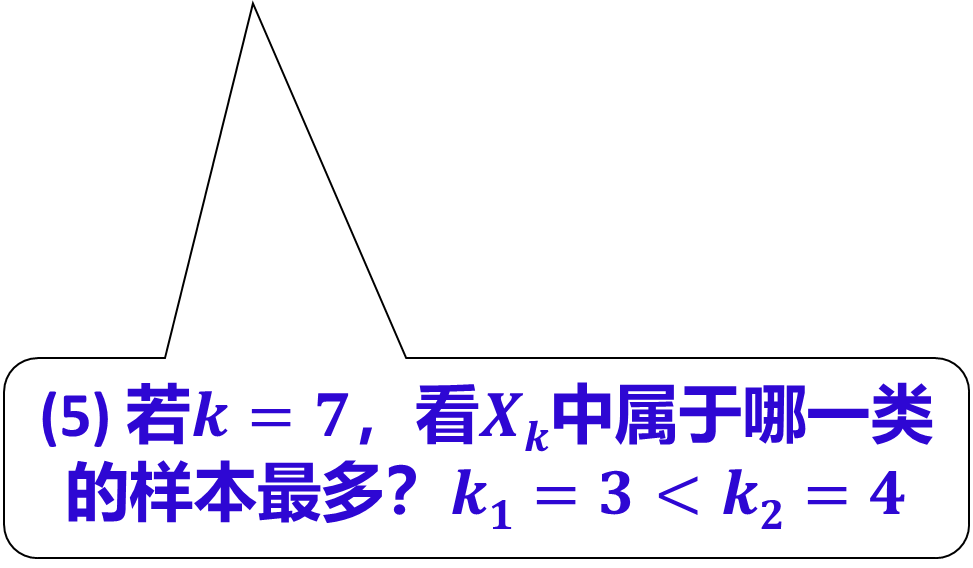 (5) 若k = 7，看X_k中属于哪一类
的样本最多？k_1 = 3 < k_2 = 4